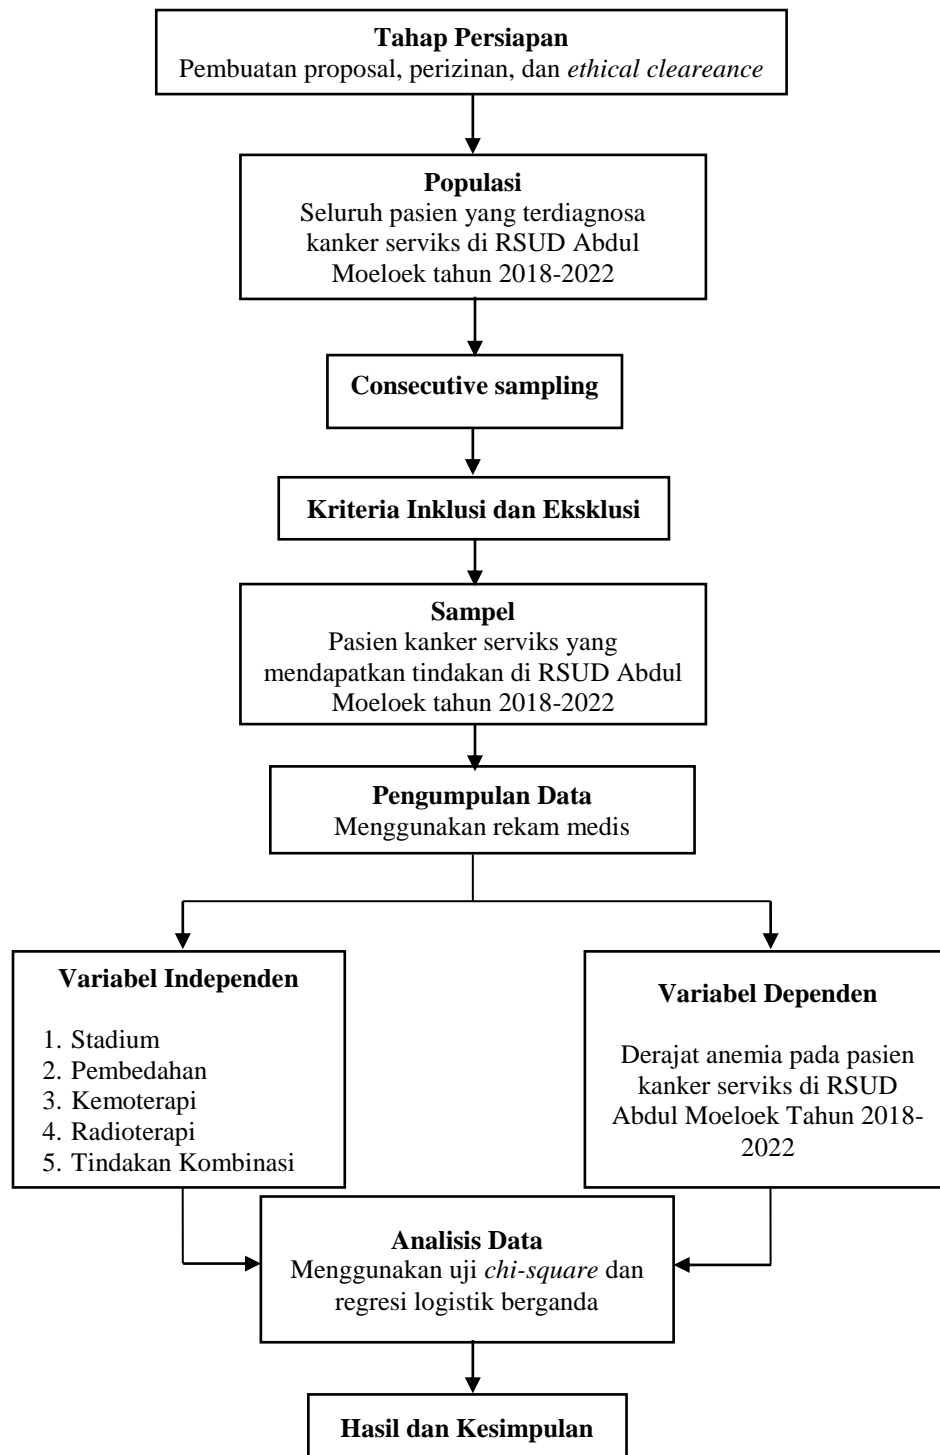 Tahap Persiapan
Pembuatan proposal, perizinan, dan ethical cleareance
Populasi
Seluruh pasien yang terdiagnosa
kanker serviks di RSUD Abdul
Moeloek tahun 2018-2022
Consecutive sampling
Kriteria Inklusi dan Eksklusi
Sampel
Pasien kanker serviks yang
mendapatkan tindakan di RSUD Abdul
Moeloek tahun 2018-2022
Pengumpulan Data
Menggunakan rekam medis
Variabel Independen
1. Stadium
2. Pembedahan
3. Kemoterapi
4. Radioterapi
5. Tindakan Kombinasi
Variabel Dependen
Derajat anemia pada pasien
kanker serviks di RSUD
Abdul Moeloek Tahun 2018-
2022
Analisis Data
Menggunakan uji chi-square dan
regresi logistik berganda
Hasil dan Kesimpulan